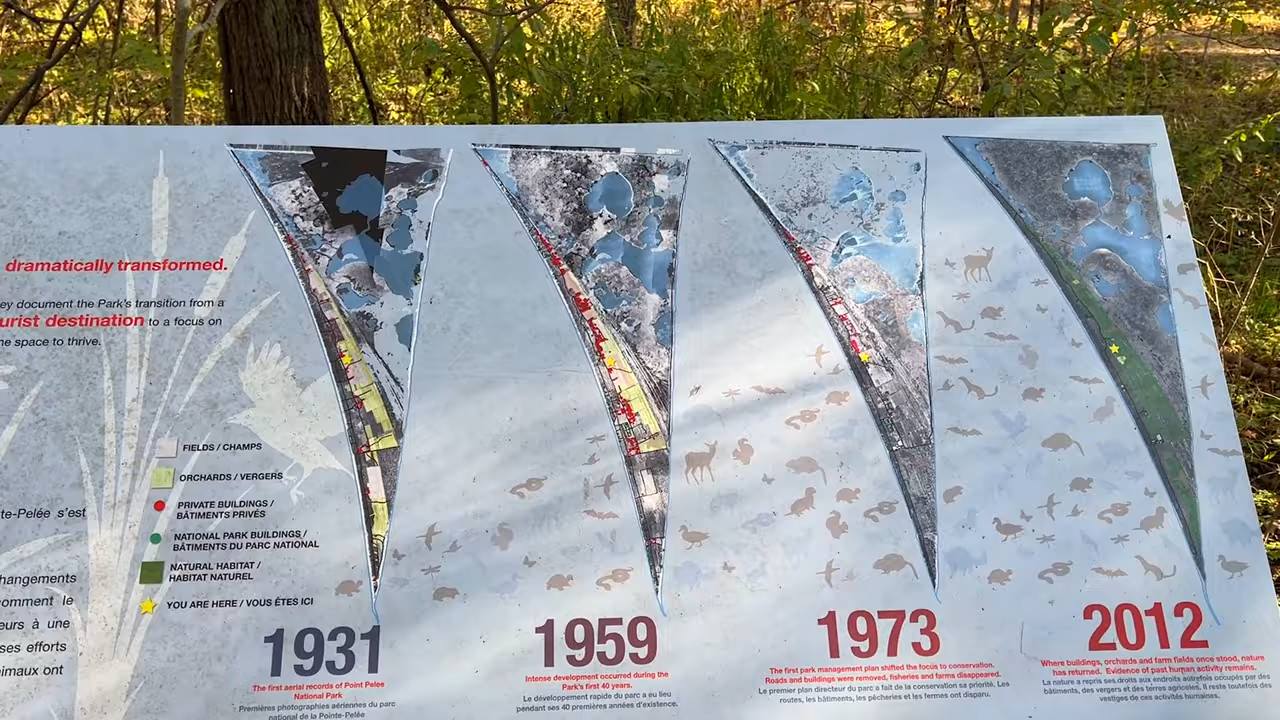 dramatically transformed.
ey document the Park's transition from a
urist destination to a focus on
he space to thrive.
te-Pelée s'est
hangements
omment le
eurs à une
ses efforts
nimaux ont
FIELDS / CHAMPS
ORCHARDS / VERGERS
PRIVATE BUILDINGS /
BÂTIMENTS PRIVÉS
NATIONAL PARK BUILDINGS /
BÂTIMENTS DU PARC NATIONAL
NATURAL HABITAT /
HABITAT NATUREL
YOU ARE HERE / VOUS ÊTES ICI
1931
The first aerial records of Point Pelee
National Park
Premières photographies aériennes du parc
national de la Pointe-Pelée
1959
Intense development occurred during the
Park's first 40 years.
Le développement rapide du parc a eu lieu
pendant ses 40 premières années d'existence.
1973
The first park management plan shifted the focus to conservation.
Roads and buildings were removed, fisheries and farms disappeared.
Le premier plan directeur du parc a fait de la conservation sa priorité. Les
routes, les bâtiments, les pêcheries et les fermes ont disparu.
2012
Where buildings, orchards and farm fields once stood, nature
has returned. Evidence of past human activity remains.
La nature a repris ses droits aux endroits autrefois occupés par des
bâtiments, des vergers et des terres agricoles. Il reste toutefois des
vestiges de ces activités humaines.